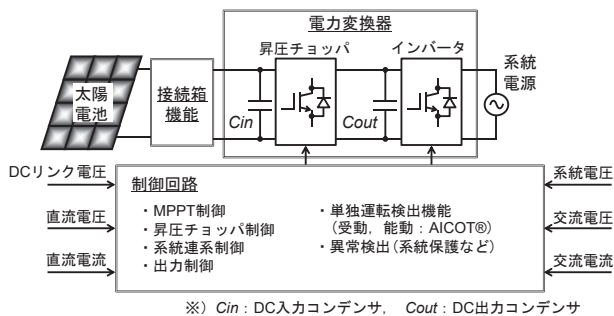 電力変換器
昇圧チョッパ
インバータ
系統
電源
太陽
電池
接続箱
機能
Cin
Cout
DCリンク電圧
直流電圧
直流電流
制御回路
・MPPT制御
・昇圧チョッパ制御
・系統連系制御
・出力制御
・単独運転検出機能
(受動，能動：AICOT®)
・異常検出(系統保護など)
系統電圧
交流電圧
交流電流
※）Cin：DC入力コンデンサ， Cout：DC出力コンデンサ